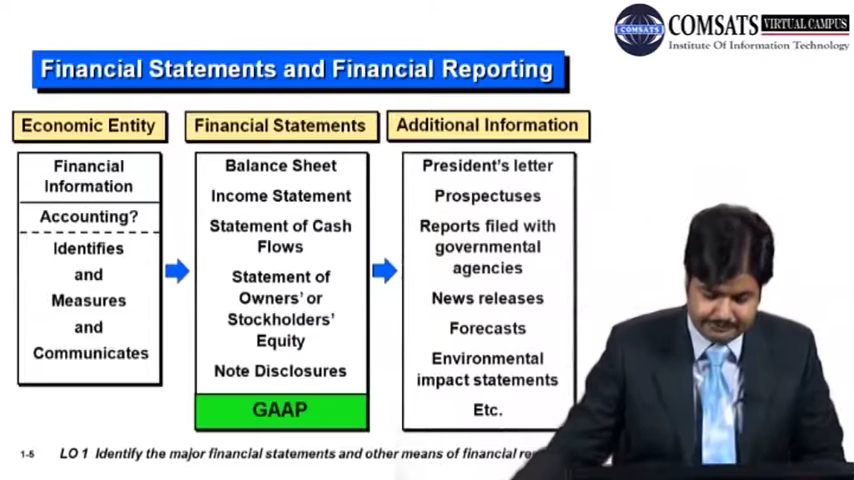 COMSATS VIRTUAL CAMPUS
COMSATS
Institute Of Information Technology
Financial Statements and Financial Reporting
Economic Entity
Financial
Information
Accounting?
Identifies
and
Measures
and
Communicates
Financial Statements
Balance Sheet
Income Statement
Statement of Cash
Flows
Statement of
Owners’ or
Stockholders’
Equity
Note Disclosures
GAAP
Additional Information
President’s letter
Prospectuses
Reports filed with
governmental
agencies
News releases
Forecasts
Environmental
impact statements
Etc.
1-5
LO 1 Identify the major financial statements and other means of financial